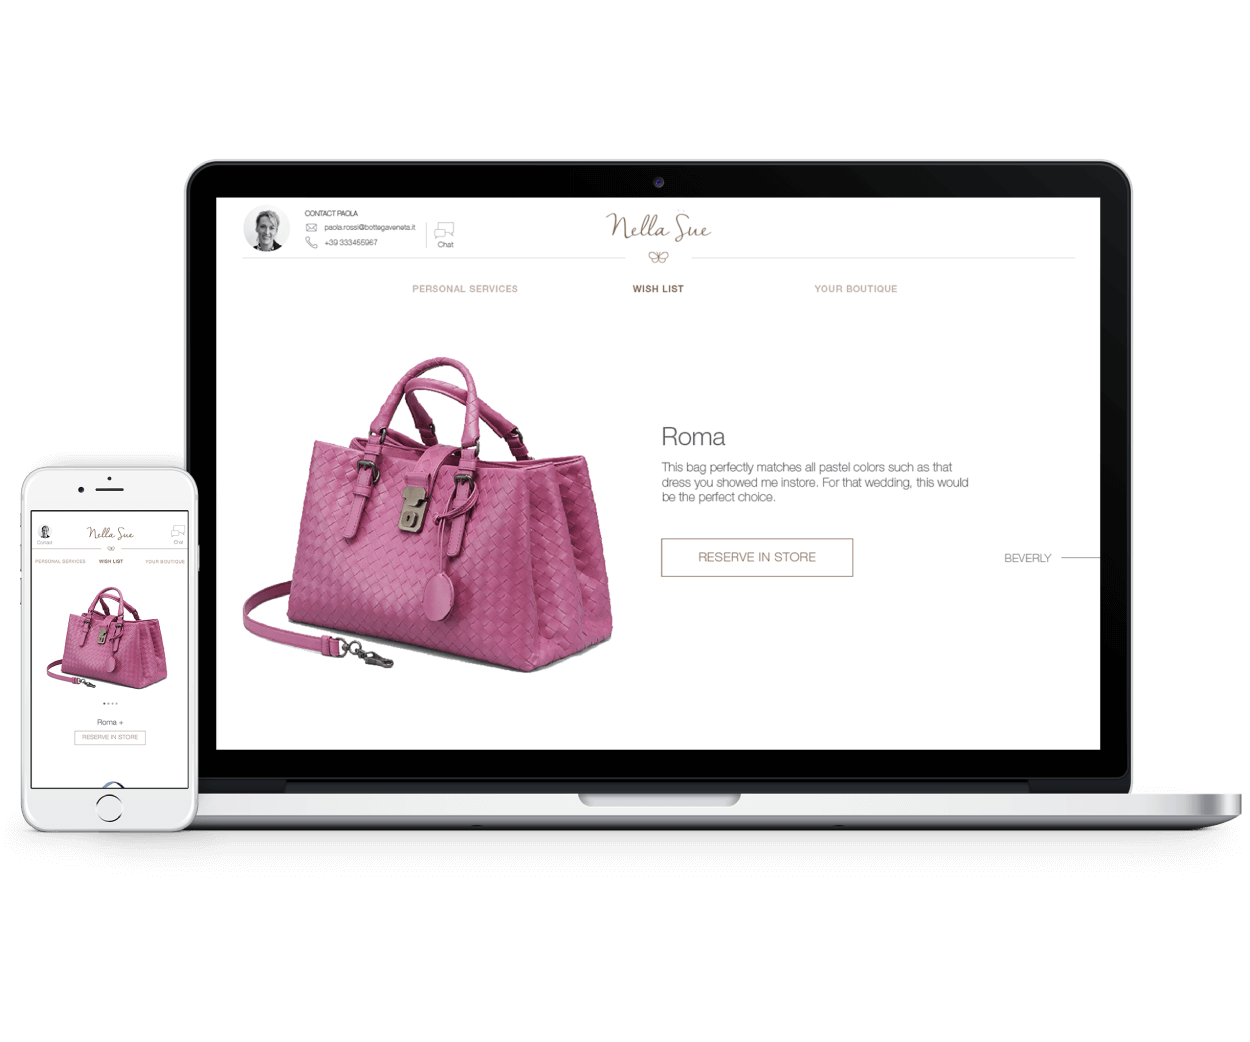 CONTACT PAOLA
paola.rossi@bottegaveneta.it
+39 333455967
Chat
Nella Sue
PERSONAL SERVICES
WISH LIST
YOUR BOUTIQUE
Roma
This bag perfectly matches all pastel colors such as that
dress you showed me instore. For that wedding, this would
be the perfect choice.
RESERVE IN STORE
BEVERLY
Contact
Nella Sue
Chat
PERSONAL SERVICES
WISH LIST
YOUR BOUTIQUE
Roma +
RESERVE IN STORE